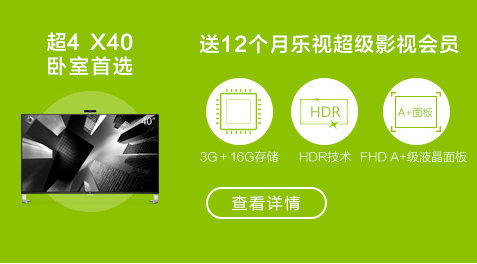 超4 X40
卧室首选
40"
送12个月乐视超级影视会员
HDR
A+面板
3G+16G存储
HDR技术
FHD A+级液晶面板
查看详情